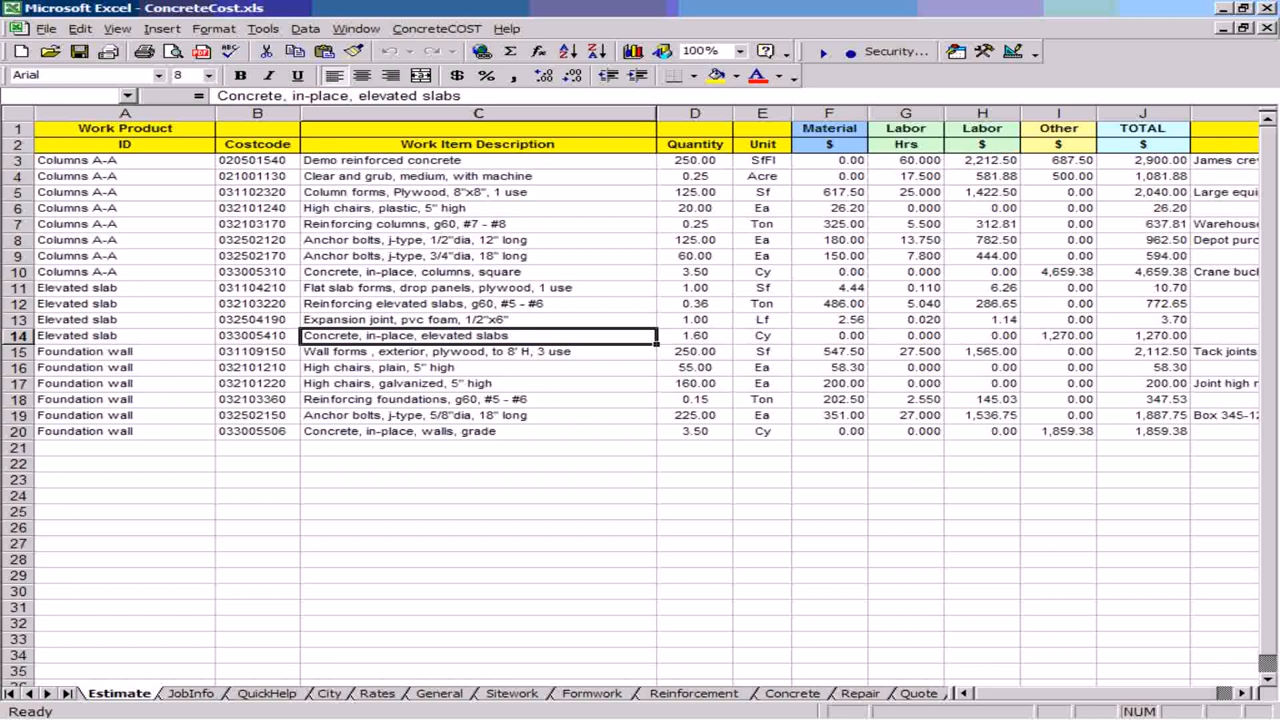 Microsoft Excel - ConcreteCost.xls
File Edit View Insert Format Tools Data Window ConcreteCOST Help
100% Security...
Arial 8 B I U $ % ,
= Concrete, in-place, elevated slabs
A B C D E F G H I J
1 Work Product Material Labor Labor Other TOTAL
2 ID Costcode Work Item Description Quantity Unit $ Hrs $ $ $
3 Columns A-A 020501540 Demo reinforced concrete 250.00 SfFl 0.00 60.000 2,212.50 687.50 2,900.00 James cre
4 Columns A-A 021001130 Clear and grub, medium, with machine 0.25 Acre 0.00 17.500 581.88 500.00 1,081.88
5 Columns A-A 031102320 Column forms, Plywood, 8"x8", 1 use 125.00 Sf 617.50 25.000 1,422.50 0.00 2,040.00 Large equi
6 Columns A-A 032101240 High chairs, plastic, 5" high 20.00 Ea 26.20 0.000 0.00 0.00 26.20
7 Columns A-A 032103170 Reinforcing columns, g60, #7 - #8 0.25 Ton 325.00 5.500 312.81 0.00 637.81 Warehouse
8 Columns A-A 032502120 Anchor bolts, j-type, 1/2"dia, 12" long 125.00 Ea 180.00 13.750 782.50 0.00 962.50 Depot purc
9 Columns A-A 032502170 Anchor bolts, j-type, 3/4"dia, 18" long 60.00 Ea 150.00 7.800 444.00 0.00 594.00
10 Columns A-A 033005310 Concrete, in-place, columns, square 3.50 Cy 0.00 0.000 0.00 4,659.38 4,659.38 Crane buc
11 Elevated slab 031104210 Flat slab forms, drop panels, plywood, 1 use 1.00 Sf 4.44 0.110 6.26 0.00 10.70
12 Elevated slab 032103220 Reinforcing elevated slabs, g60, #5 - #6 0.36 Ton 486.00 5.040 286.65 0.00 772.65
13 Elevated slab 032504190 Expansion joint, pvc foam, 1/2"x6" 1.00 Lf 2.56 0.020 1.14 0.00 3.70
14 Elevated slab 033005410 Concrete, in-place, elevated slabs 1.60 Cy 0.00 0.000 0.00 1,270.00 1,270.00
15 Foundation wall 031109150 Wall forms , exterior, plywood, to 8' H, 3 use 250.00 Sf 547.50 27.500 1,565.00 0.00 2,112.50 Tack joints
16 Foundation wall 032101210 High chairs, plain, 5" high 55.00 Ea 58.30 0.000 0.00 0.00 58.30
17 Foundation wall 032101220 High chairs, galvanized, 5" high 160.00 Ea 200.00 0.000 0.00 0.00 200.00 Joint high r
18 Foundation wall 032103360 Reinforcing foundations, g60, #5 - #6 0.15 Ton 202.50 2.550 145.03 0.00 347.53
19 Foundation wall 032502150 Anchor bolts, j-type, 5/8"dia, 18" long 225.00 Ea 351.00 27.000 1,536.75 0.00 1,887.75 Box 345-12
20 Foundation wall 033005506 Concrete, in-place, walls, grade 3.50 Cy 0.00 0.000 0.00 1,859.38 1,859.38
21
22
23
24
25
26
27
28
29
30
31
32
33
34
35
Estimate JobInfo QuickHelp City Rates General Sitework Formwork Reinforcement Concrete Repair Quote
Ready NUM